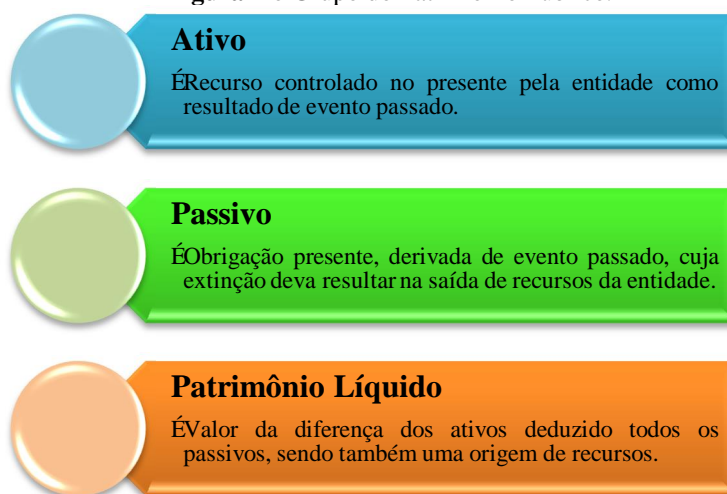 Ativo
ÉRecurso controlado no presente pela entidade como
resultado de evento passado.
Passivo
ÉObrigação presente, derivada de evento passado, cuja
extinção deva resultar na saída de recursos da entidade.
Patrimônio Líquido
ÉValor da diferença dos ativos deduzido todos os
passivos, sendo também uma origem de recursos.